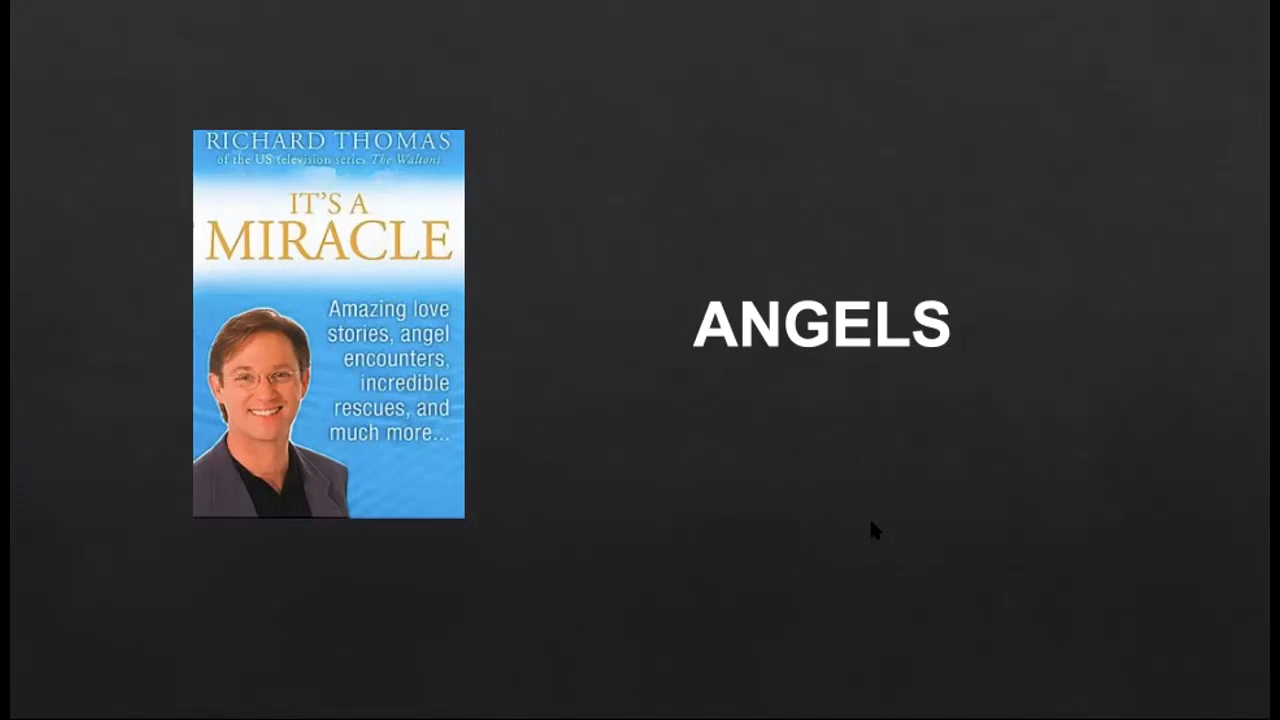 RICHARD THOMAS
of the US television series The Waltons
IT'S A
MIRACLE
Amazing love
stories, angel
encounters,
incredible
rescues, and
much more...
ANGELS